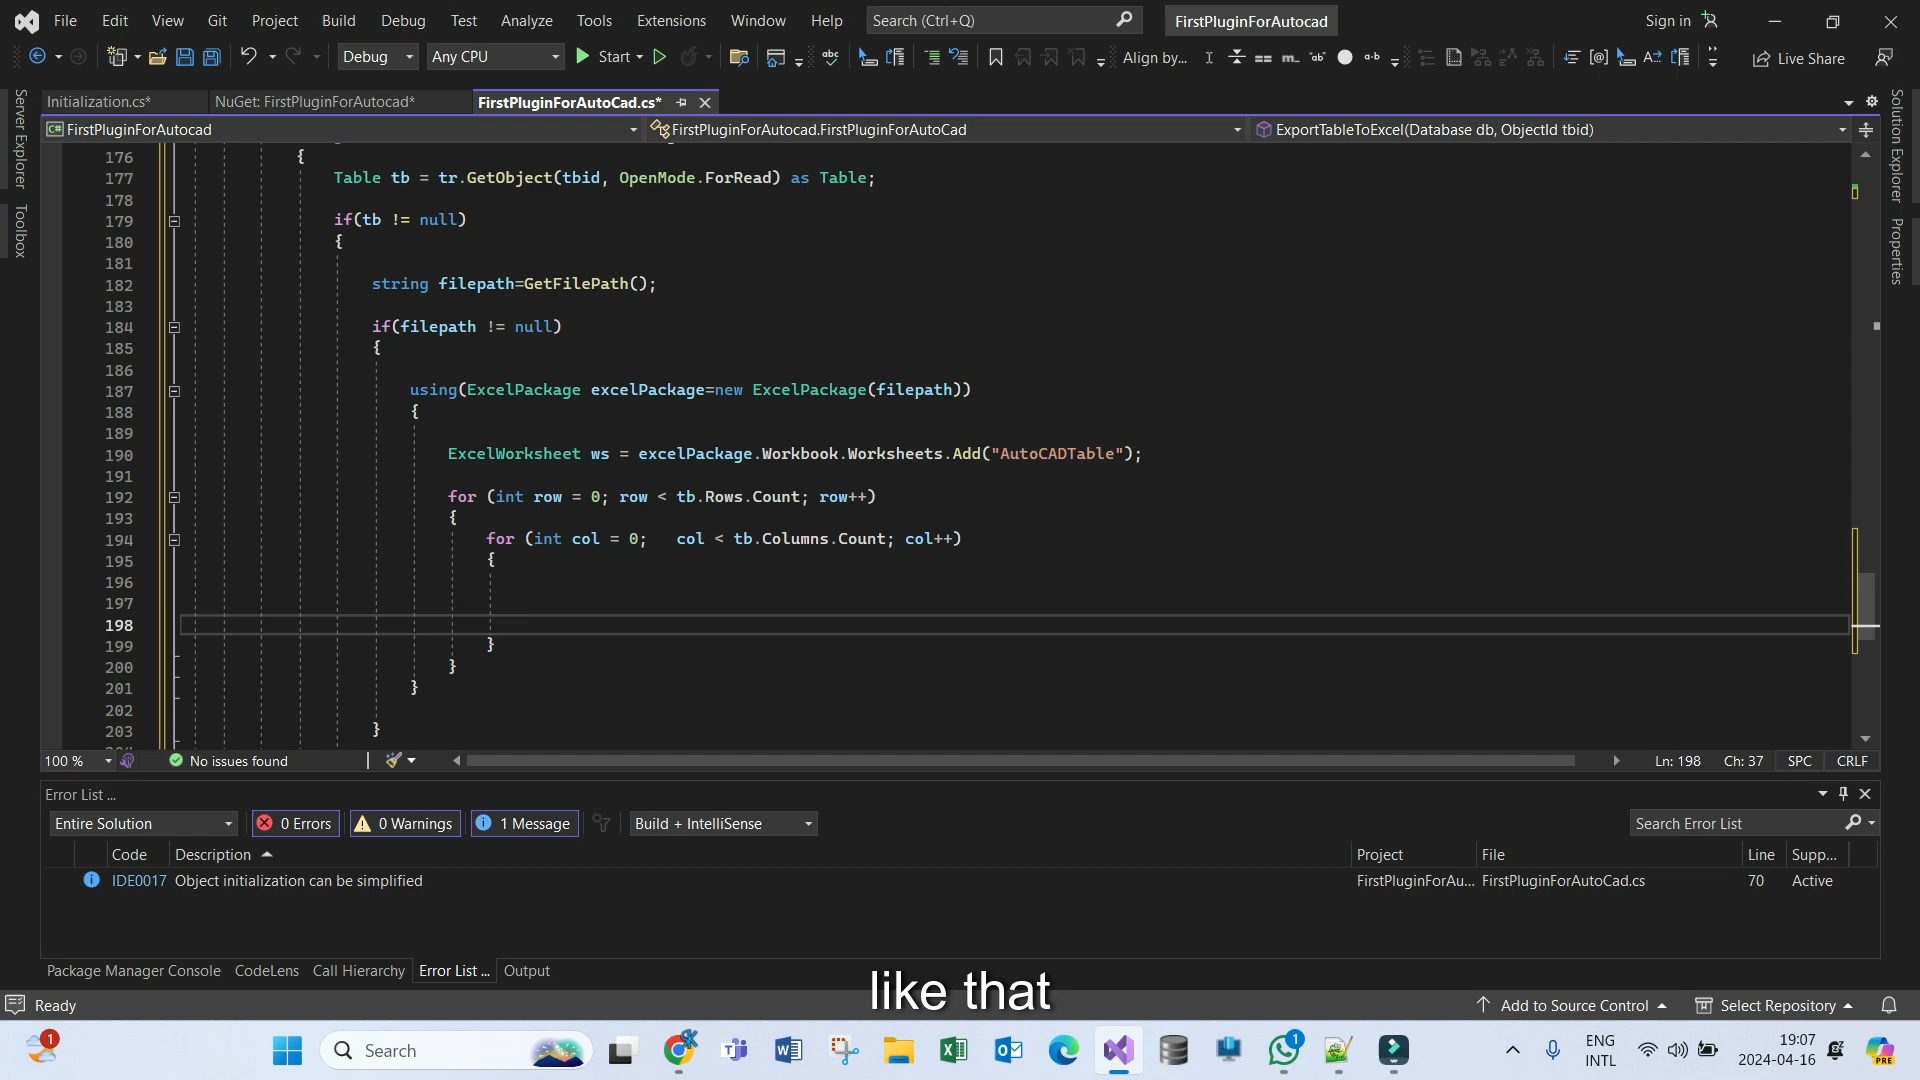 File Edit View Git Project Build Debug Test Analyze Tools Extensions Window Help Search (Ctrl+Q) FirstPluginForAutocad Sign in
Debug Any CPU Start Align by... Live Share
Server Explorer
Toolbox
Solution Explorer
Properties
Initialization.cs* NuGet: FirstPluginForAutocad* FirstPluginForAutoCad.cs*
C# FirstPluginForAutocad FirstPluginForAutocad.FirstPluginForAutoCad ExportTableToExcel(Database db, ObjectId tbid)
176 {
177 Table tb = tr.GetObject(tbid, OpenMode.ForRead) as Table;
178
179 if(tb != null)
180 {
181
182 string filepath=GetFilePath();
183
184 if(filepath != null)
185 {
186
187 using(ExcelPackage excelPackage=new ExcelPackage(filepath))
188 {
189
190 ExcelWorksheet ws = excelPackage.Workbook.Worksheets.Add("AutoCADTable");
191
192 for (int row = 0; row < tb.Rows.Count; row++)
193 {
194 for (int col = 0; col < tb.Columns.Count; col++)
195 {
196
197
198
199 }
200 }
201 }
202
203 }
100 % No issues found Ln: 198 Ch: 37 SPC CRLF
Error List ...
Entire Solution 0 Errors 0 Warnings 1 Message Build + IntelliSense Search Error List
Code Description Project File Line Supp...
IDE0017 Object initialization can be simplified FirstPluginForAu... FirstPluginForAutoCad.cs 70 Active
Package Manager Console CodeLens Call Hierarchy Error List ... Output
like that
Ready Add to Source Control Select Repository
1 Search 1 ENG 19:07
INTL 2024-04-16 PRE